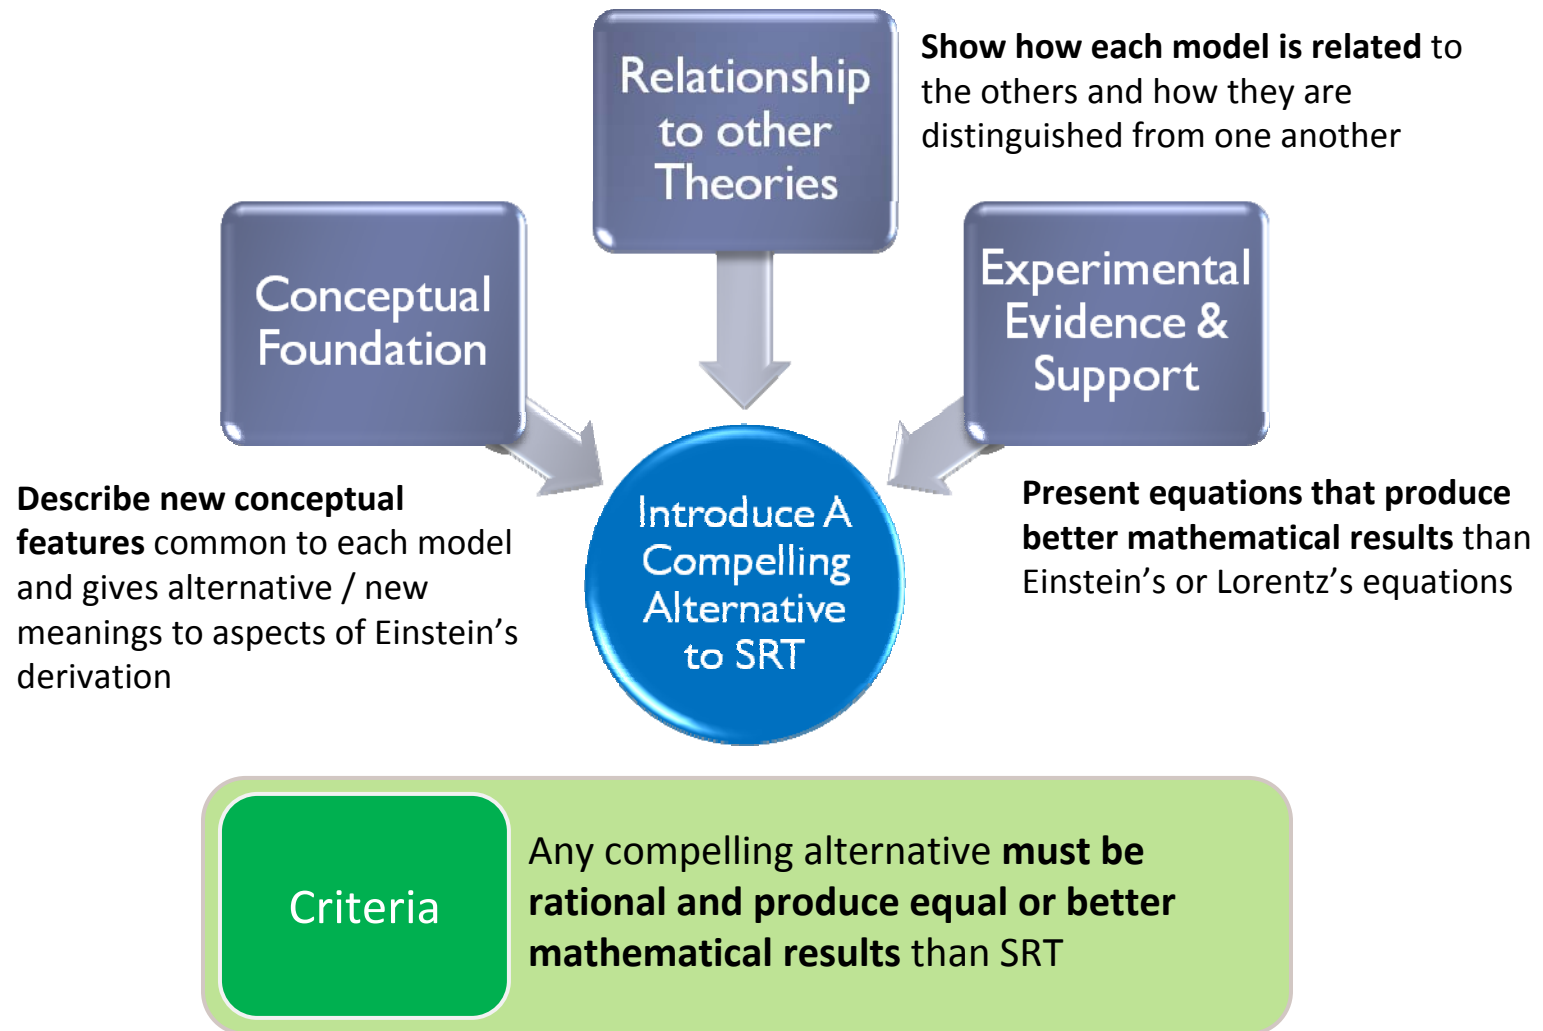 Relationship
to other
Theories
Show how each model is related to
the others and how they are
distinguished from one another
Conceptual
Foundation
Experimental
Evidence &
Support
Describe new conceptual
features common to each model
and gives alternative / new
meanings to aspects of Einstein’s
derivation
Introduce A
Compelling
Alternative
to SRT
Present equations that produce
better mathematical results than
Einstein’s or Lorentz’s equations
Criteria
Any compelling alternative must be
rational and produce equal or better
mathematical results than SRT